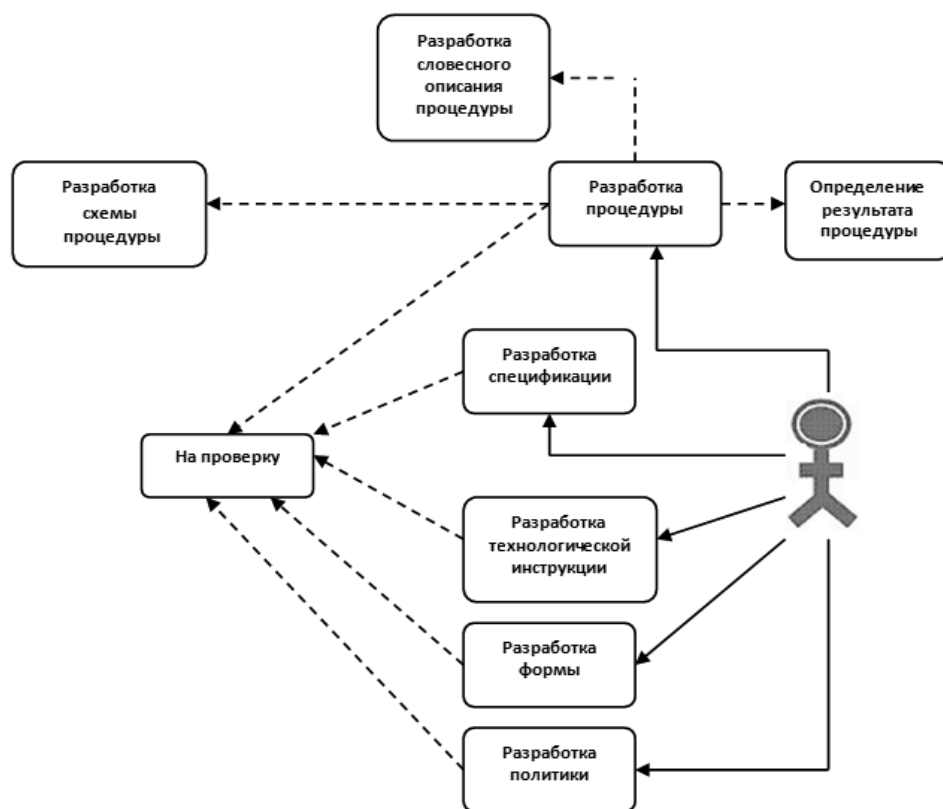 Разработка
словесного
описания
процедуры
Разработка
схемы
процедуры
Разработка
процедуры
Определение
результата
процедуры
Разработка
спецификации
На проверку
Разработка
технологической
инструкции
Разработка
формы
Разработка
политики